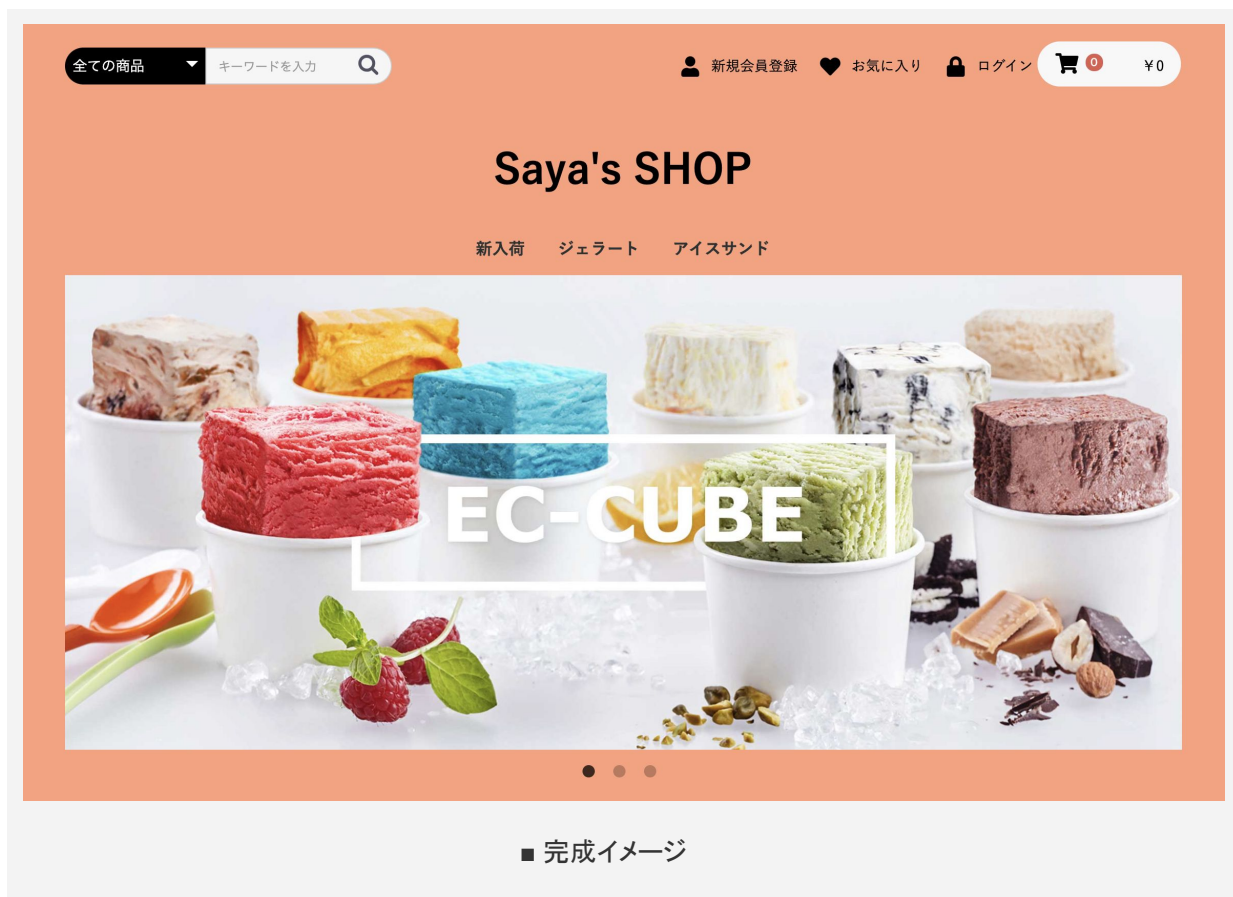 全ての商品 キーワードを入力 新規会員登録 お気に入り ログイン 0 ¥0
Saya's SHOP
新入荷 ジェラート アイスサンド
EC-CUBE
■ 完成イメージ